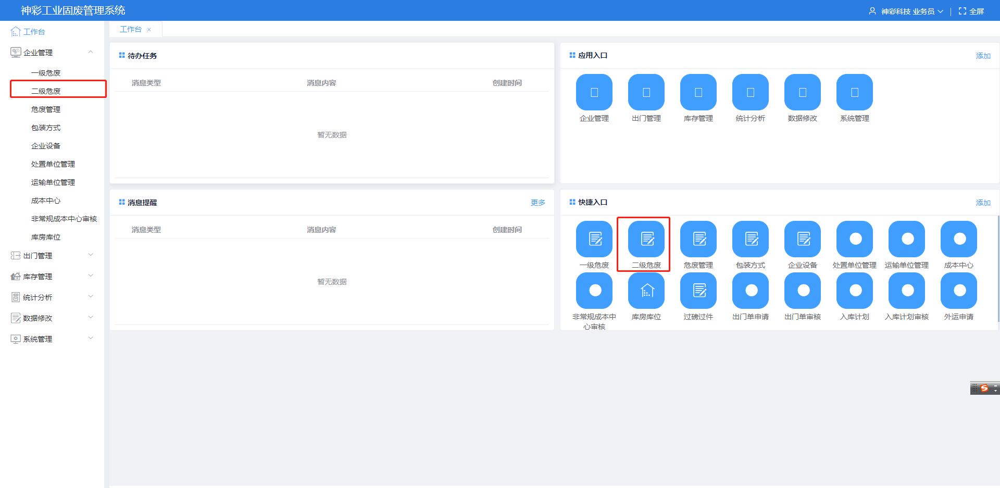 神彩工业固废管理系统
神彩科技 业务员
全屏
工作台
企业管理
一级危废
二级危废
危废管理
包装方式
企业设备
处置单位管理
运输单位管理
成本中心
非常规成本中心审核
库房库位
出门管理
库存管理
统计分析
数据修改
系统管理
工作台 ×
待办任务
消息类型 消息内容 创建时间
暂无数据
应用入口 添加
企业管理 出门管理 库存管理 统计分析 数据修改 系统管理
消息提醒 更多
消息类型 消息内容 创建时间
暂无数据
快捷入口 添加
一级危废 二级危废 危废管理 包装方式 企业设备 处置单位管理 运输单位管理 成本中心
非常规成本中 库房库位 过磅过件 出门单申请 出门单审核 入库计划 入库计划审核 外运申请
心审核
S